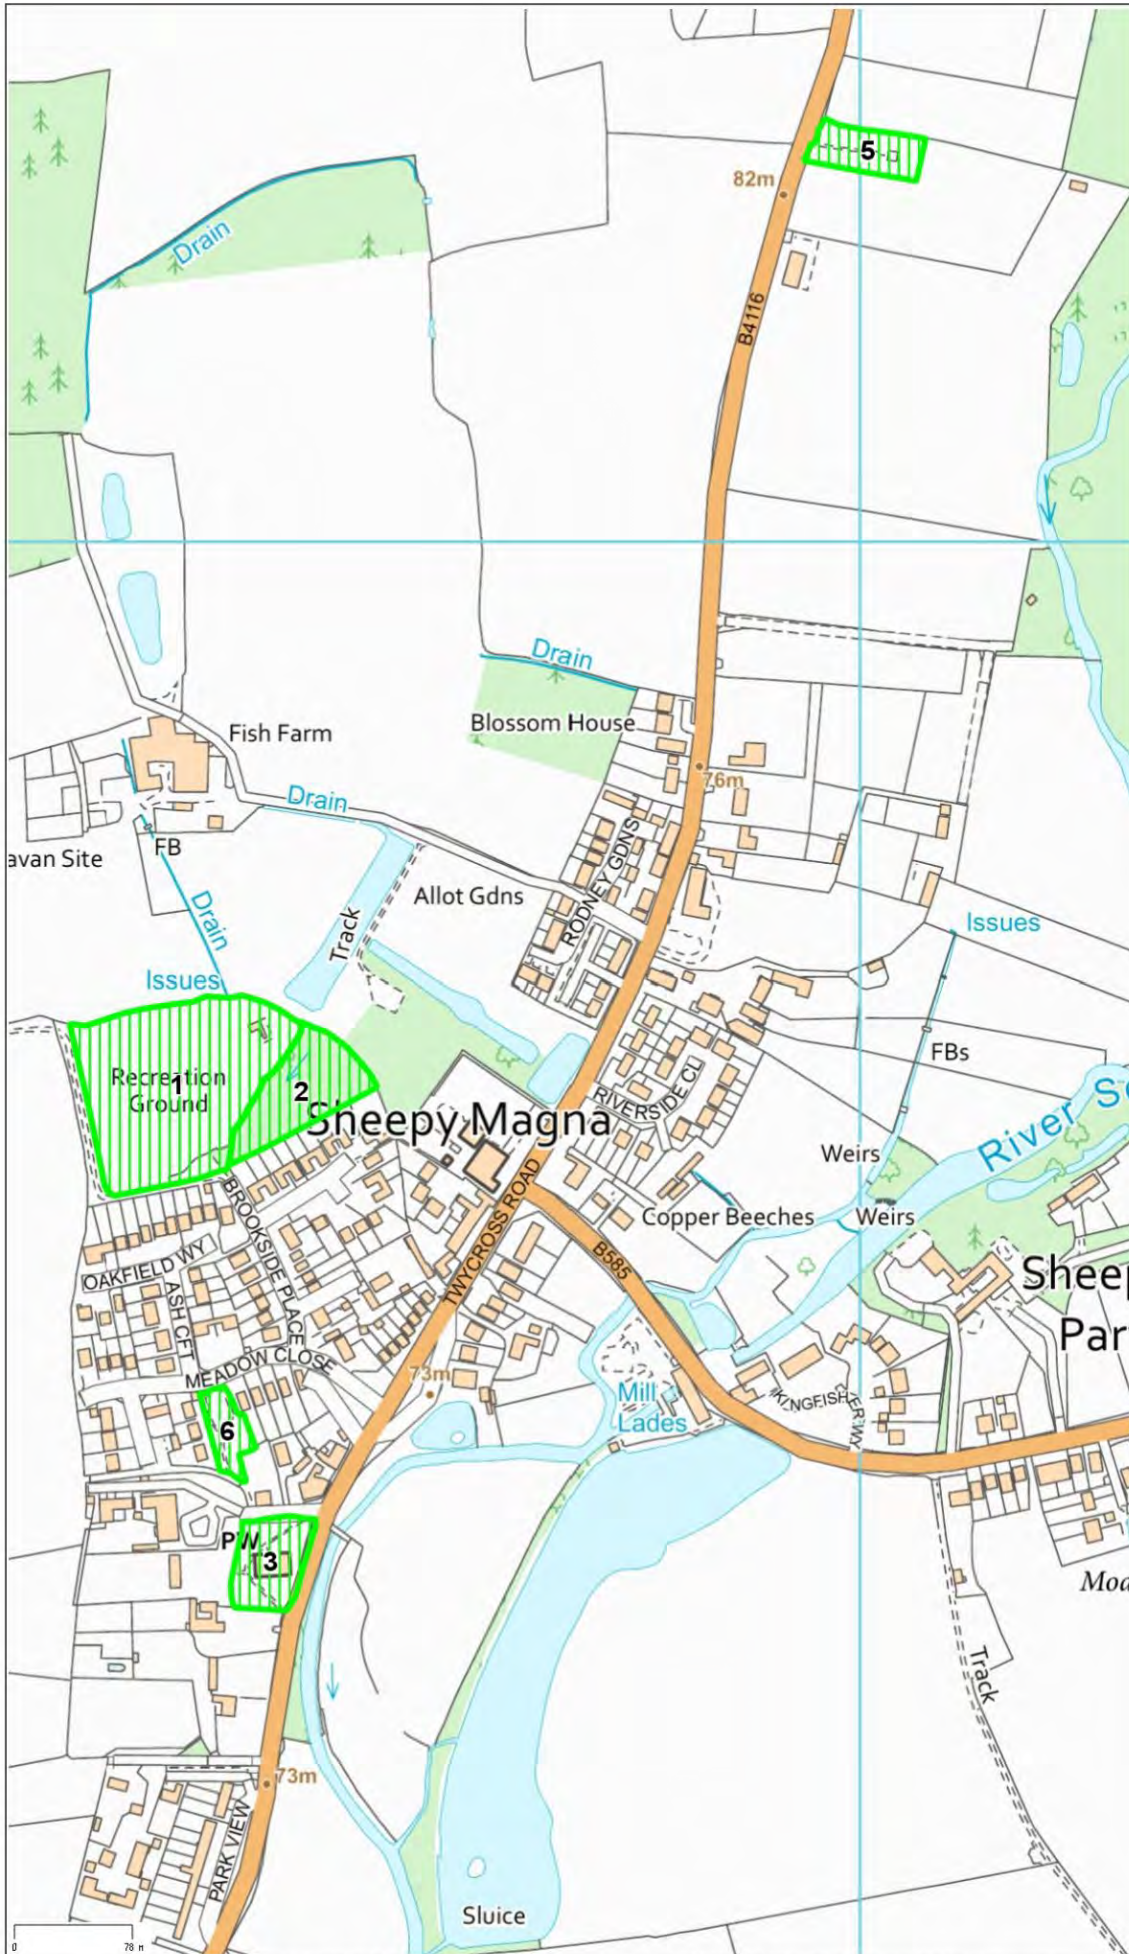 5
82m
Drain
B4116
Drain
Blossom House
Fish Farm
76m
Drain
RODNEY GDNS
FB
avan Site
Allot Gdns
Drain
Track
Issues
Issues
FBs
Recreation
Ground
1
2
RIVERSIDE CL
River So
Sheepy Magna
Weirs
TWYCROSS ROAD
BROOKSIDE PLACE
Copper Beeches
Weirs
B585
OAKFIELD WY
ASH CFT
Sheep
Par
MEADOW CLOSE
73m
Mill
Lades
KINGFISHER WY
6
PW
3
Moa
Track
73m
PARK VIEW
Sluice
0 78 m